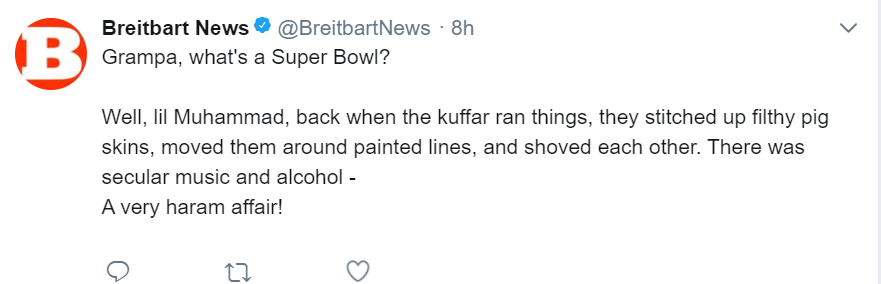 B
Breitbart News @BreitbartNews · 8h
Grampa, what's a Super Bowl?
Well, lil Muhammad, back when the kuffar ran things, they stitched up filthy pig
skins, moved them around painted lines, and shoved each other. There was
secular music and alcohol -
A very haram affair!